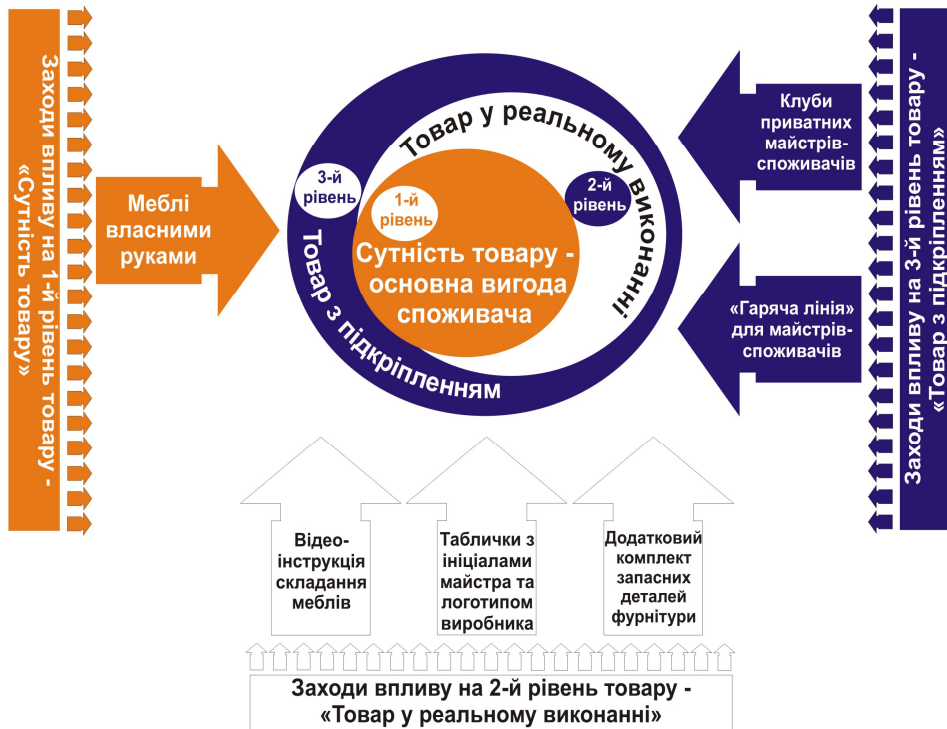 Заходи впливу на 1-й рівень товару -
«Сутність товару»
Меблі
власними
руками
3-й
рівень
1-й
рівень
2-й
рівень
Товар у реальному виконанні
Сутність товару -
основна вигода
споживача
Товар з підкріпленням
Клуби
приватних
майстрів-
споживачів
«Гаряча лінія»
для майстрів-
споживачів
Заходи впливу на 3-й рівень товару -
«Товар з підкріпленням»
Відео-
інструкція
складання
меблів
Таблички з
ініціалами
майстра та
логотипом
виробника
Додатковий
комплект
запасних
деталей
фурнітури
Заходи впливу на 2-й рівень товару -
«Товар у реальному виконанні»